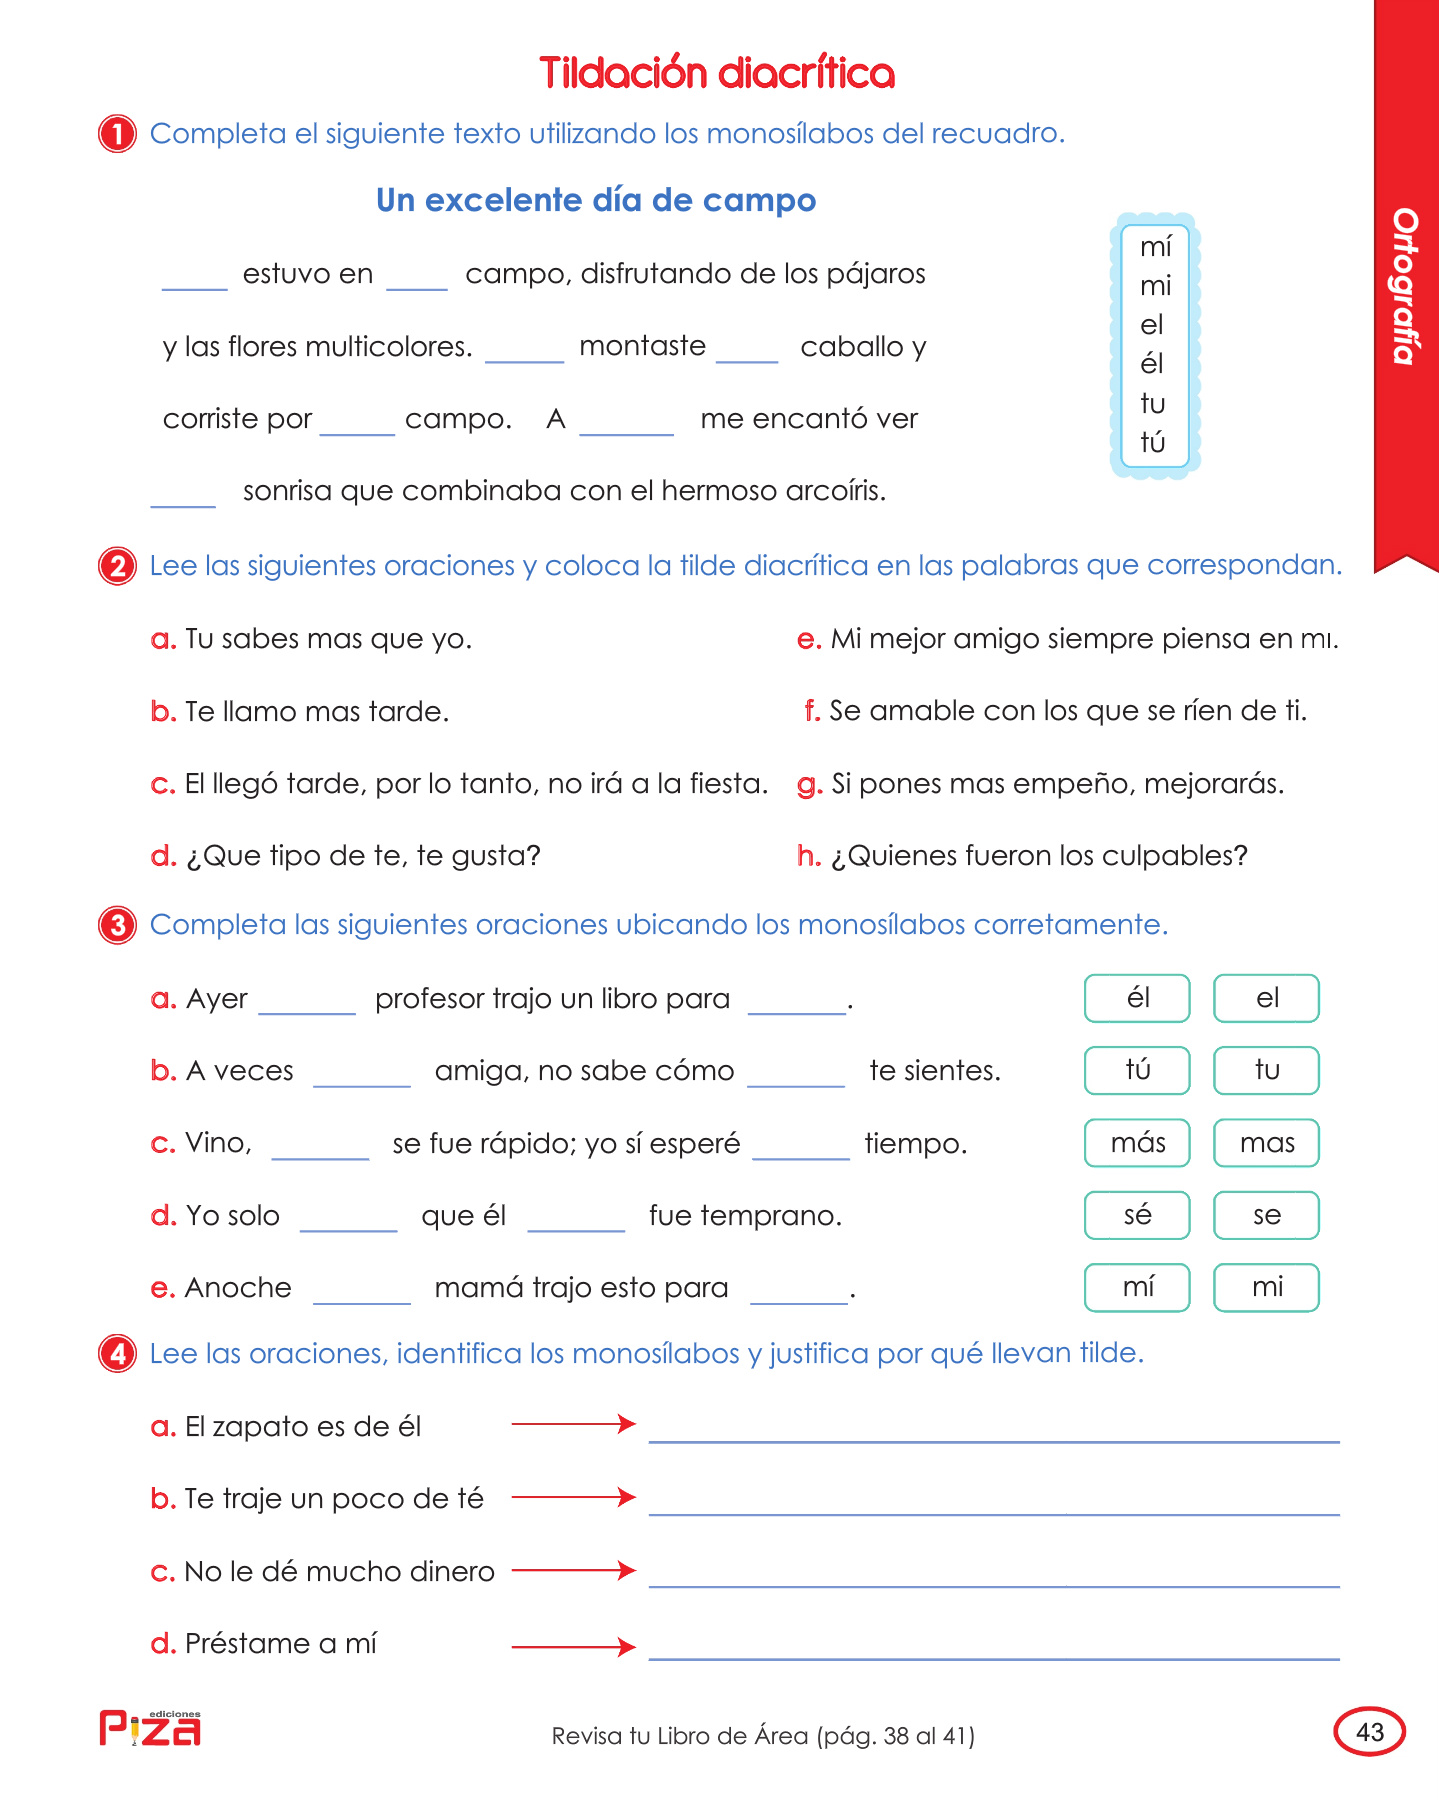 Tildación diacrítica
1 Completa el siguiente texto utilizando los monosílabos del recuadro.
Un excelente día de campo
_____ estuvo en _____ campo, disfrutando de los pájaros
y las flores multicolores. _____ montaste _____ caballo y
corriste por _____ campo. A _____ me encantó ver
_____ sonrisa que combinaba con el hermoso arcoíris.
mí
mi
el
él
tu
tú
Ortografía
2 Lee las siguientes oraciones y coloca la tilde diacrítica en las palabras que correspondan.
a. Tu sabes mas que yo.
b. Te llamo mas tarde.
c. El llegó tarde, por lo tanto, no irá a la fiesta.
d. ¿Que tipo de te, te gusta?
e. Mi mejor amigo siempre piensa en mı.
f. Se amable con los que se ríen de ti.
g. Si pones mas empeño, mejorarás.
h. ¿Quienes fueron los culpables?
3 Completa las siguientes oraciones ubicando los monosílabos corretamente.
a. Ayer _____ profesor trajo un libro para _____. él el
b. A veces _____ amiga, no sabe cómo _____ te sientes. tú tu
c. Vino, _____ se fue rápido; yo sí esperé _____ tiempo. más mas
d. Yo solo _____ que él _____ fue temprano. sé se
e. Anoche _____ mamá trajo esto para _____. mí mi
4 Lee las oraciones, identifica los monosílabos y justifica por qué llevan tilde.
a. El zapato es de él
b. Te traje un poco de té
c. No le dé mucho dinero
d. Préstame a mí
ediciones
Piza
Revisa tu Libro de Área (pág. 38 al 41)
43